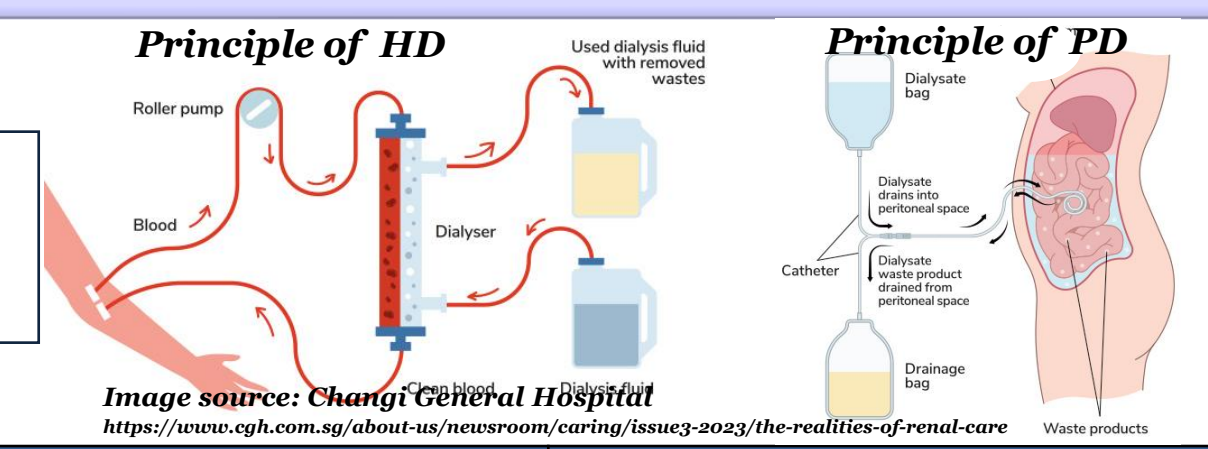 Principle of HD
Roller pump
Blood
Used dialysis fluid
with removed
wastes
Dialyser
Clean blood
Dialysis fluid
Principle of PD
Dialysate
bag
Dialysate
drains into
peritoneal space
Catheter
Dialysate
waste product
drained from
peritoneal space
Drainage
bag
Waste products
Image source: Changi General Hospital
https://www.cgh.com.sg/about-us/newsroom/caring/issue3-2023/the-realities-of-renal-care